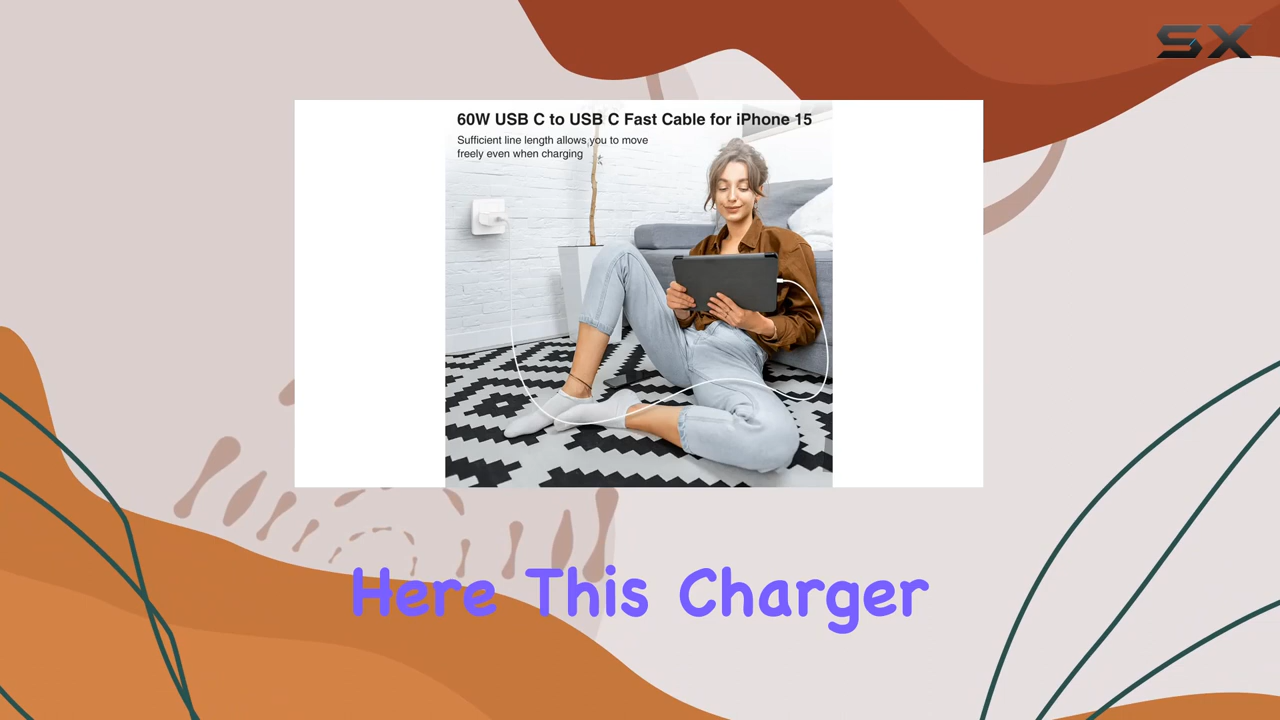 SX
60W USB C to USB C Fast Cable for iPhone 15
Sufficient line length allows you to move
freely even when charging
Here This Charger